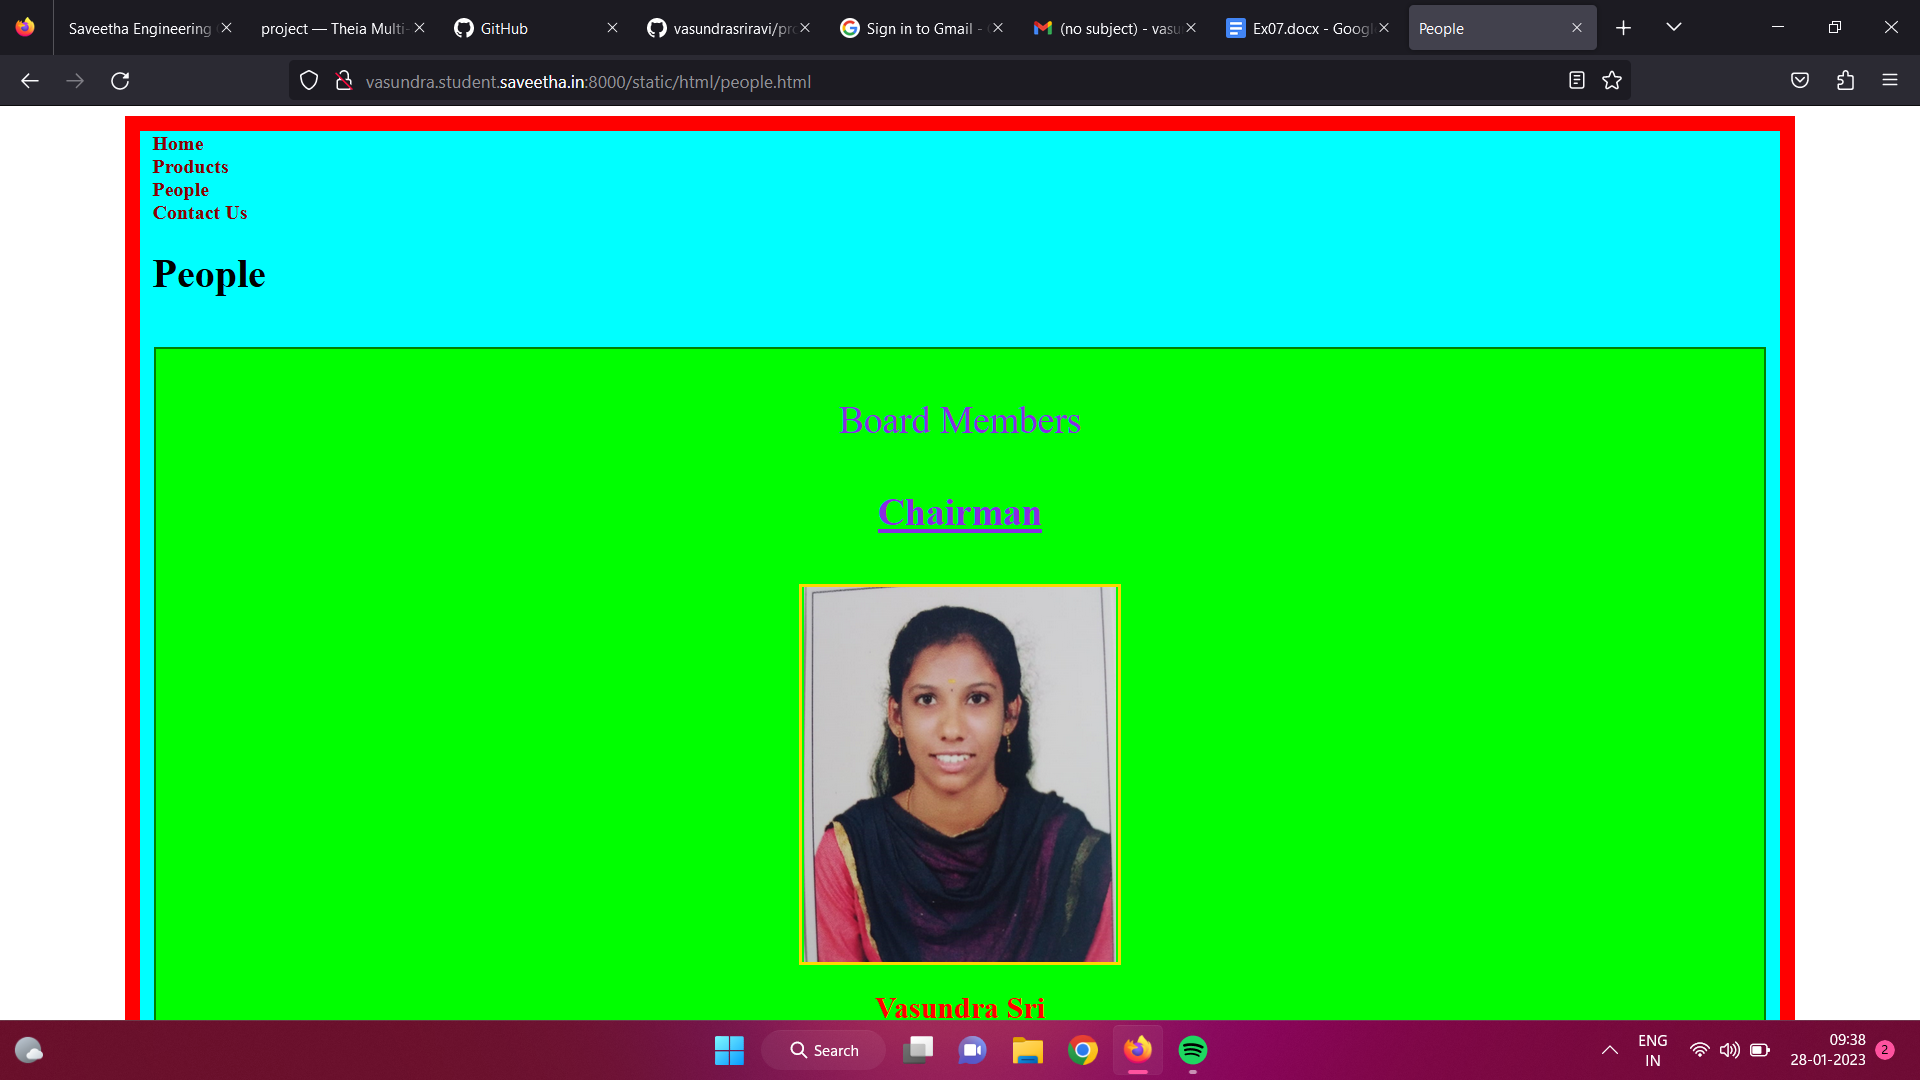 Saveetha Engineering
project — Theia Multi-
GitHub
vasundrasriravi/pro
Sign in to Gmail -
(no subject) - vasu
Ex07.docx - Googl
People
vasundra.student.saveetha.in:8000/static/html/people.html
Home
Products
People
Contact Us
People
Board Members
Chairman
Vasundra Sri
Search
ENG
IN
09:38
28-01-2023
2